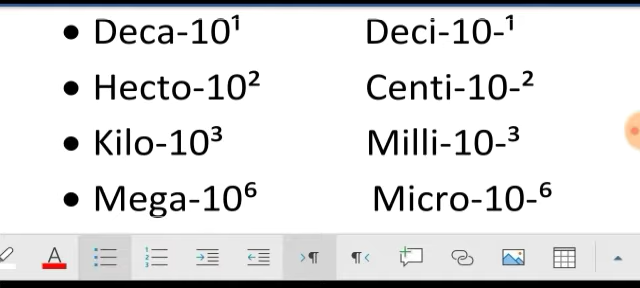 • Deca-10¹ Deci-10-¹
• Hecto-10² Centi-10-²
• Kilo-10³ Milli-10-³
• Mega-10⁶ Micro-10-⁶
A